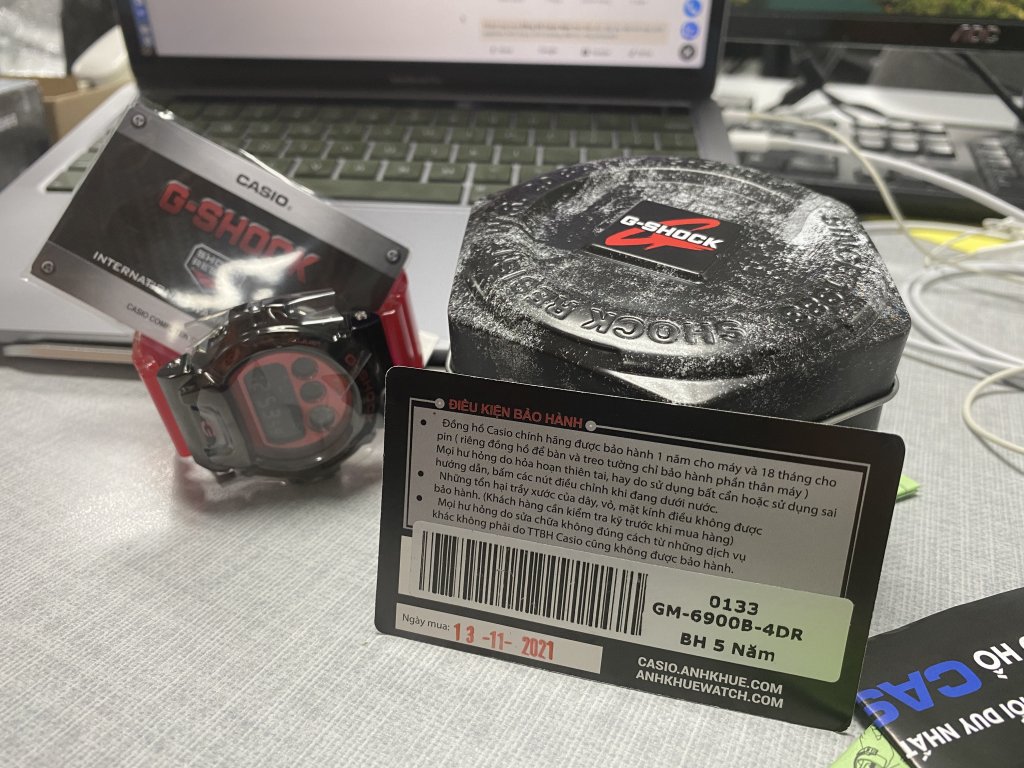 AOC
CASIO®
G-SHOCK
G-SHOCK
SHOCK RE
ĐIỀU KIỆN BẢO HÀNH
Đồng hồ Casio chính hãng được bảo hành 1 năm cho máy và 18 tháng cho
pin ( riêng đồng hồ để bàn và treo tường chỉ bảo hành phần thân máy )
Mọi hư hỏng do hỏa hoạn thiên tai, hay do sử dụng bất cẩn hoặc sử dụng sai
hướng dẫn, bấm các nút điều chỉnh khi đang dưới nước.
Những tổn hại trầy xước của dây, vỏ, mặt kính điều không được
bảo hành. (Khách hàng cần kiểm tra kỹ trước khi mua hàng)
Mọi hư hỏng do sửa chữa không đúng cách từ những dịch vụ
khác không phải do TTBH Casio cũng không được bảo hành.
0133
GM-6900B-4DR
BH 5 Năm
Ngày mua: 13 -11- 2021
CASIO.ANHKHUE.COM
ANHKHUEWATCH.COM
HỒ CAS
DUY NHẤT